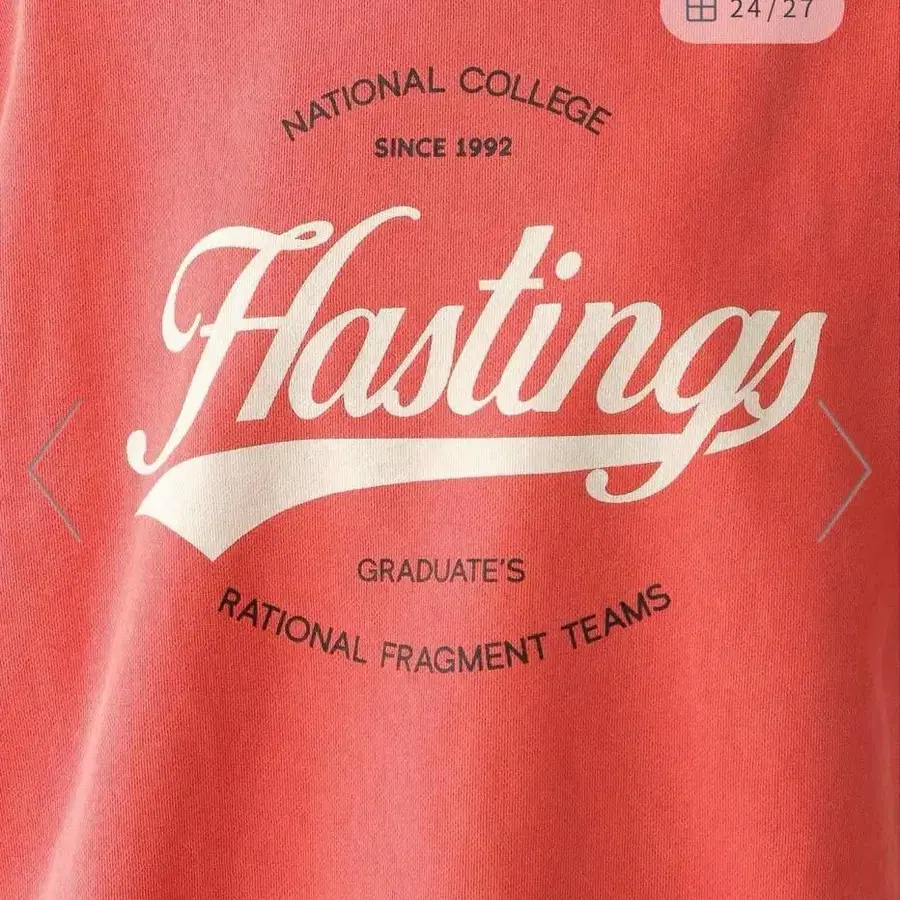 24/27
NATIONAL COLLEGE
SINCE 1992
Hastings
GRADUATE'S
RATIONAL FRAGMENT TEAMS